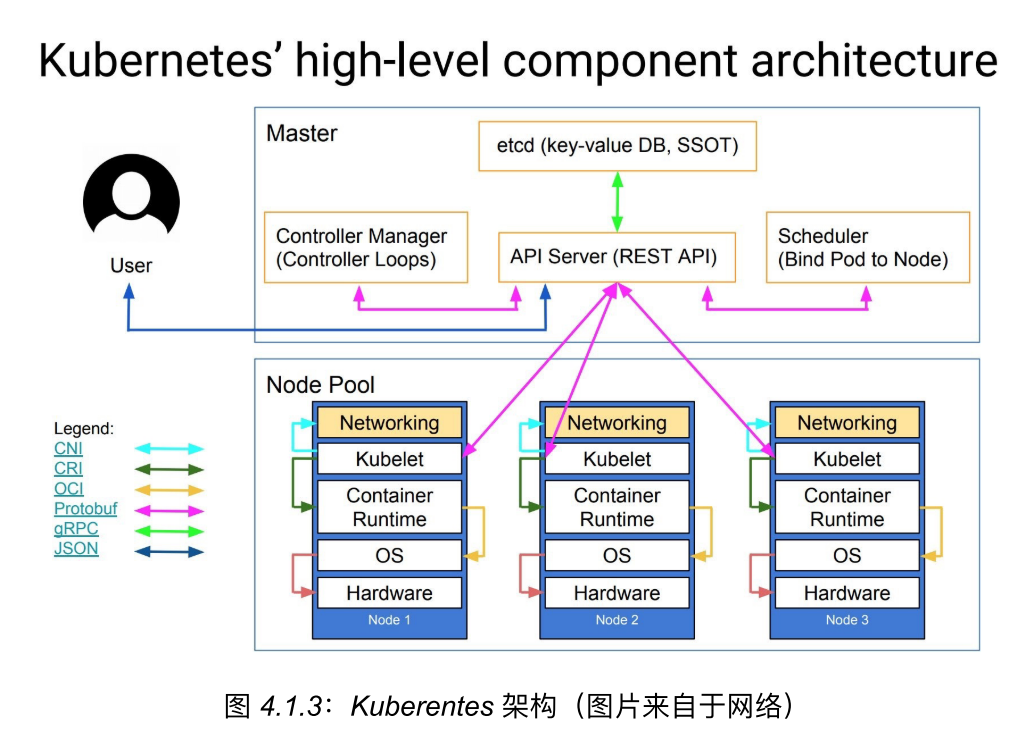 Kubernetes’ high-level component architecture
Master
etcd (key-value DB, SSOT)
User
Controller Manager
(Controller Loops)
API Server (REST API)
Scheduler
(Bind Pod to Node)
Node Pool
Legend:
CNI
CRI
OCI
Protobuf
gRPC
JSON
Networking
Kubelet
Container
Runtime
OS
Hardware
Node 1
Networking
Kubelet
Container
Runtime
OS
Hardware
Node 2
Networking
Kubelet
Container
Runtime
OS
Hardware
Node 3
图 4.1.3：Kuberentes 架构（图片来自于网络）